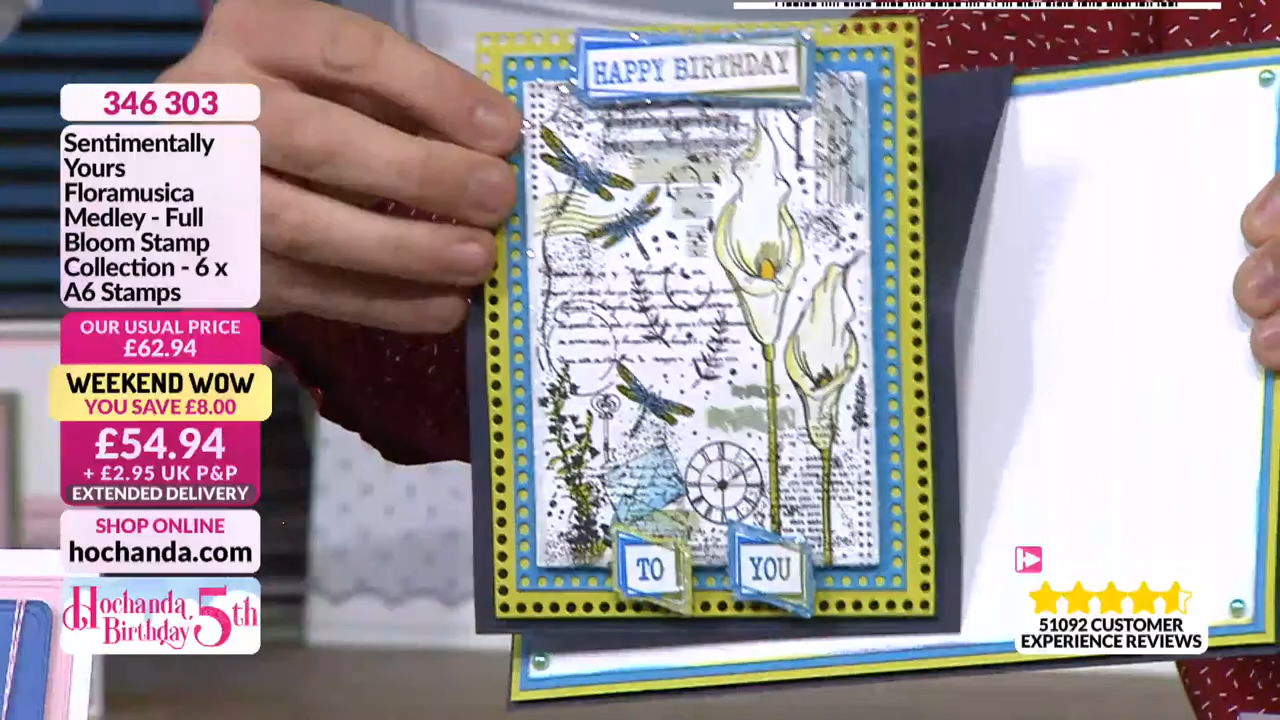 346 303
Sentimentally
Yours
Floramusica
Medley - Full
Bloom Stamp
Collection - 6 x
A6 Stamps
OUR USUAL PRICE
£62.94
WEEKEND WOW
YOU SAVE £8.00
£54.94
+ £2.95 UK P&P
EXTENDED DELIVERY
SHOP ONLINE
hochanda.com
Hochanda
Birthday 5th
HAPPY BIRTHDAY
TO YOU
51092 CUSTOMER
EXPERIENCE REVIEWS